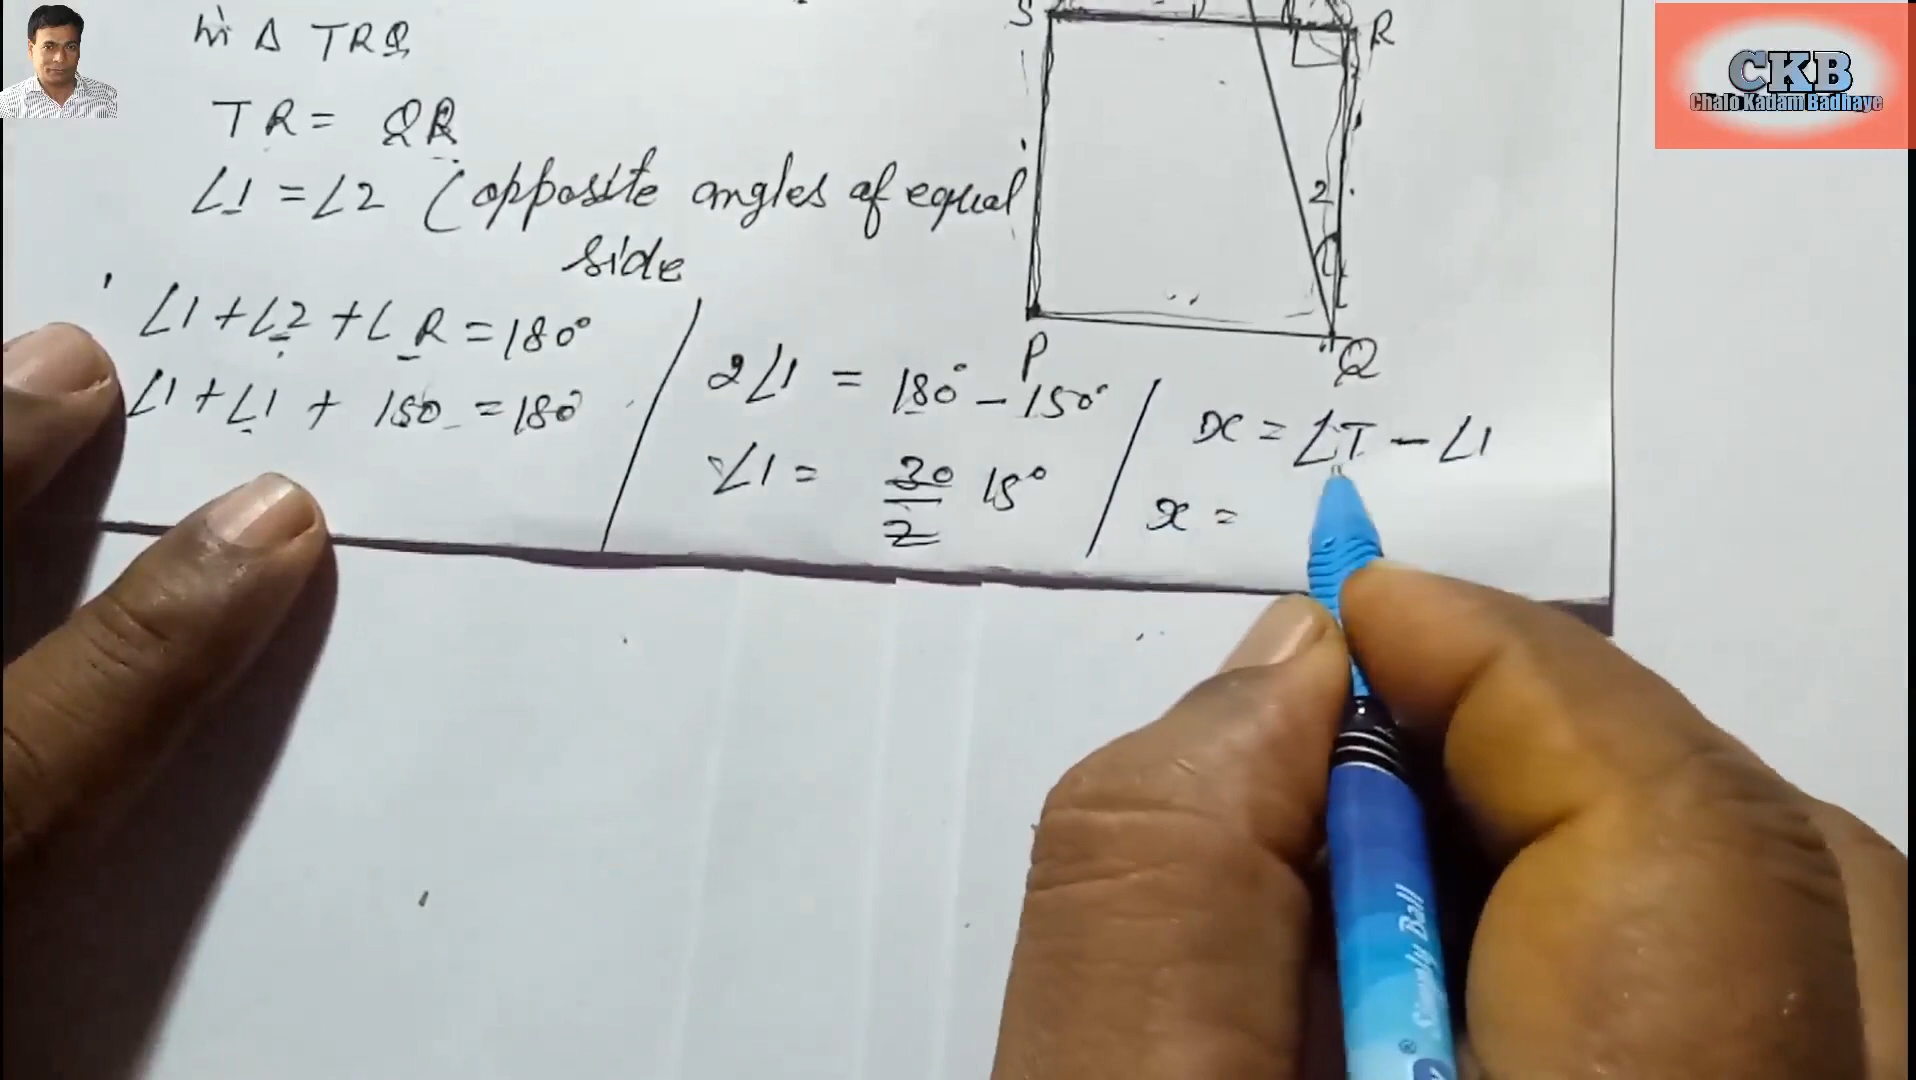 in Δ TRQ
TR = QR
∠1 = ∠2 (opposite angles of equal
side
∠1 + ∠2 + ∠R = 180°
∠1 + ∠1 + 150 = 180°
2∠1 = 180° - 150°
∠1 = 30/2 15°
x = ∠T - ∠1
x =
S
R
2
1
P
Q
CKB
Chalo Kadam Badhaye
Simply Ball